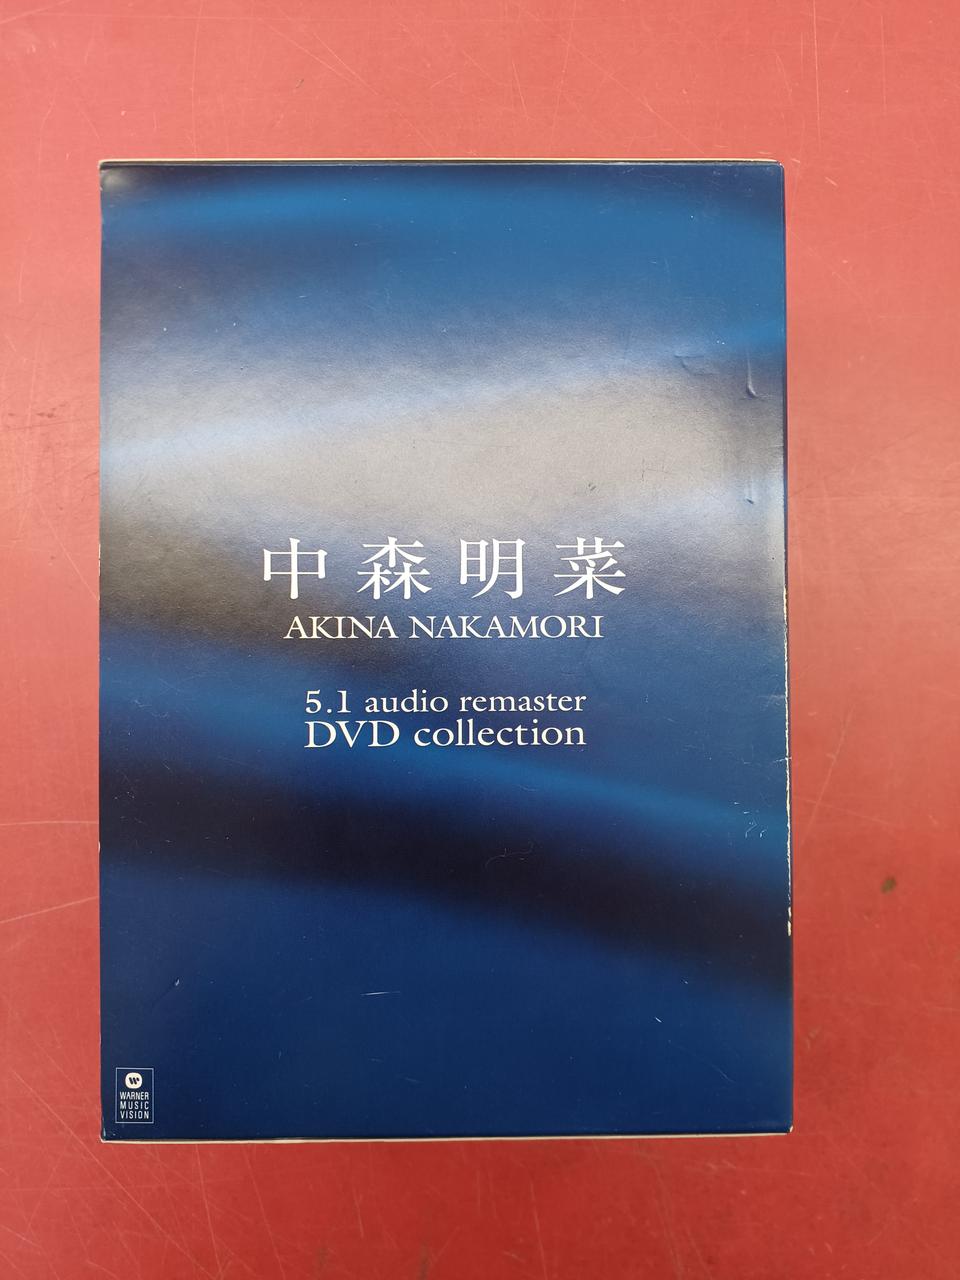 中森明菜
AKINA NAKAMORI
5.1 audio remaster
DVD collection
WARNER
MUSIC
VISION